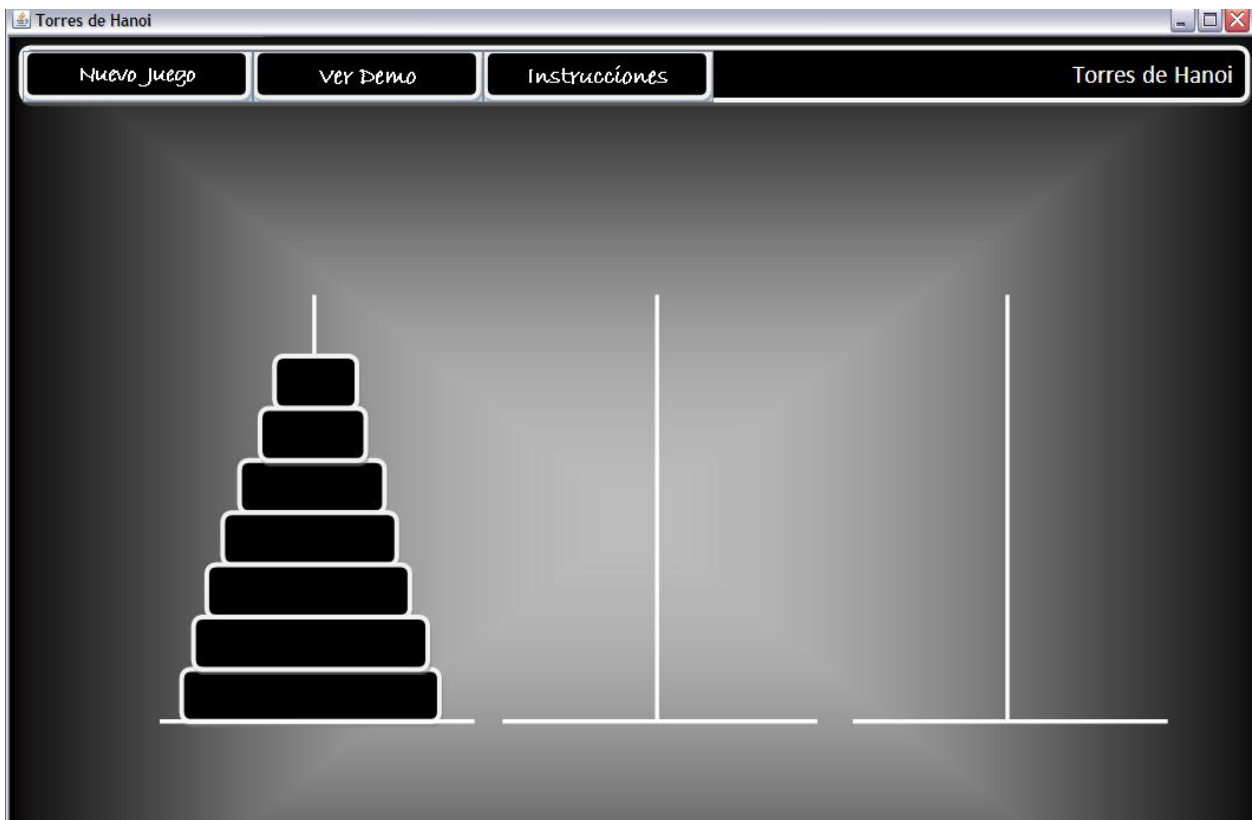 Torres de Hanoi
Nuevo Juego
Ver Demo
Instrucciones
Torres de Hanoi